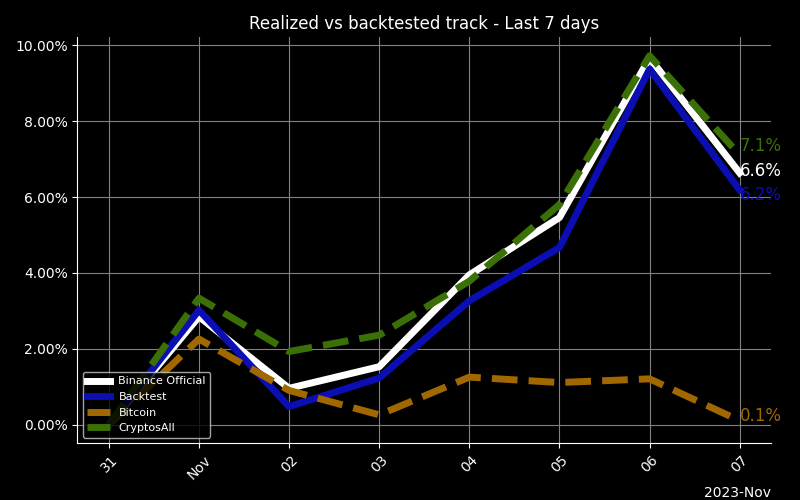 Realized vs backtested track - Last 7 days
10.00%
8.00%
6.00%
4.00%
2.00%
0.00%
7.1%
6.6%
6.2%
0.1%
Binance Official
Backtest
Bitcoin
CryptosAll
31
Nov
02
03
04
05
06
07
2023-Nov